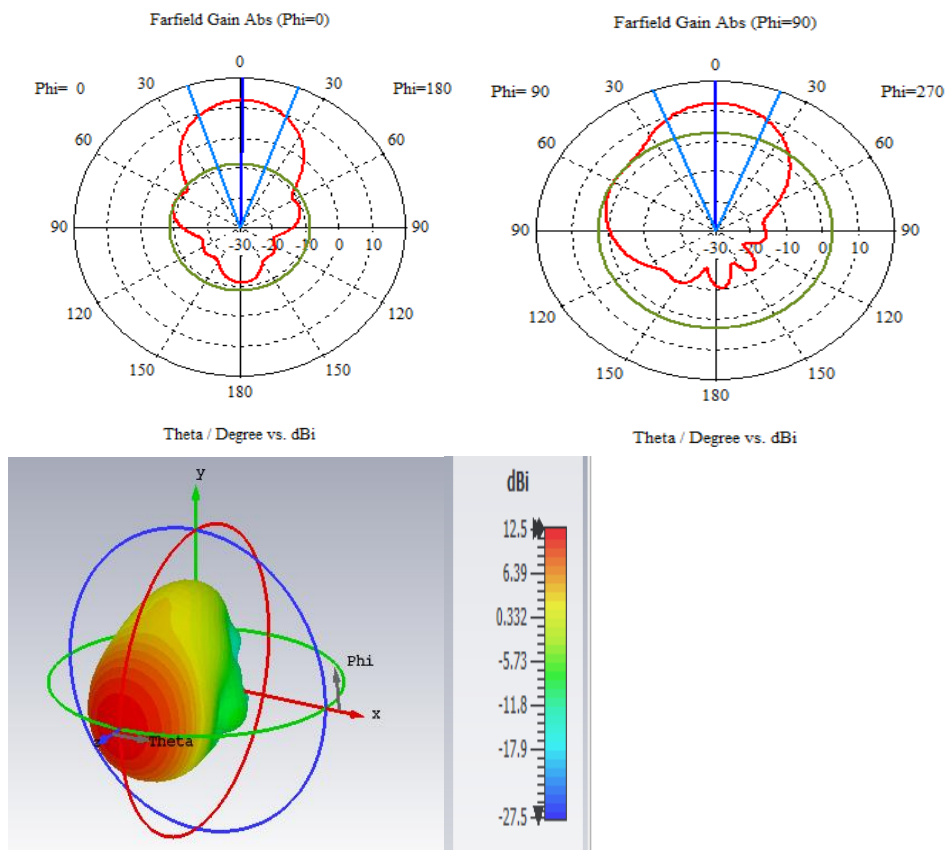 Farfield Gain Abs (Phi=0)
0
30 30
Phi= 0 Phi=180
60 60
90 -30 -20 -10 0 10 90
120 120
150 150
180
Theta / Degree vs. dBi
Farfield Gain Abs (Phi=90)
0
30 30
Phi= 90 Phi=270
60 60
90 -30 -20 -10 0 10 90
120 120
150 150
180
Theta / Degree vs. dBi
y
Phi
x
Theta
dBi
12.5
6.39
0.332
-5.73
-11.8
-17.9
-27.5